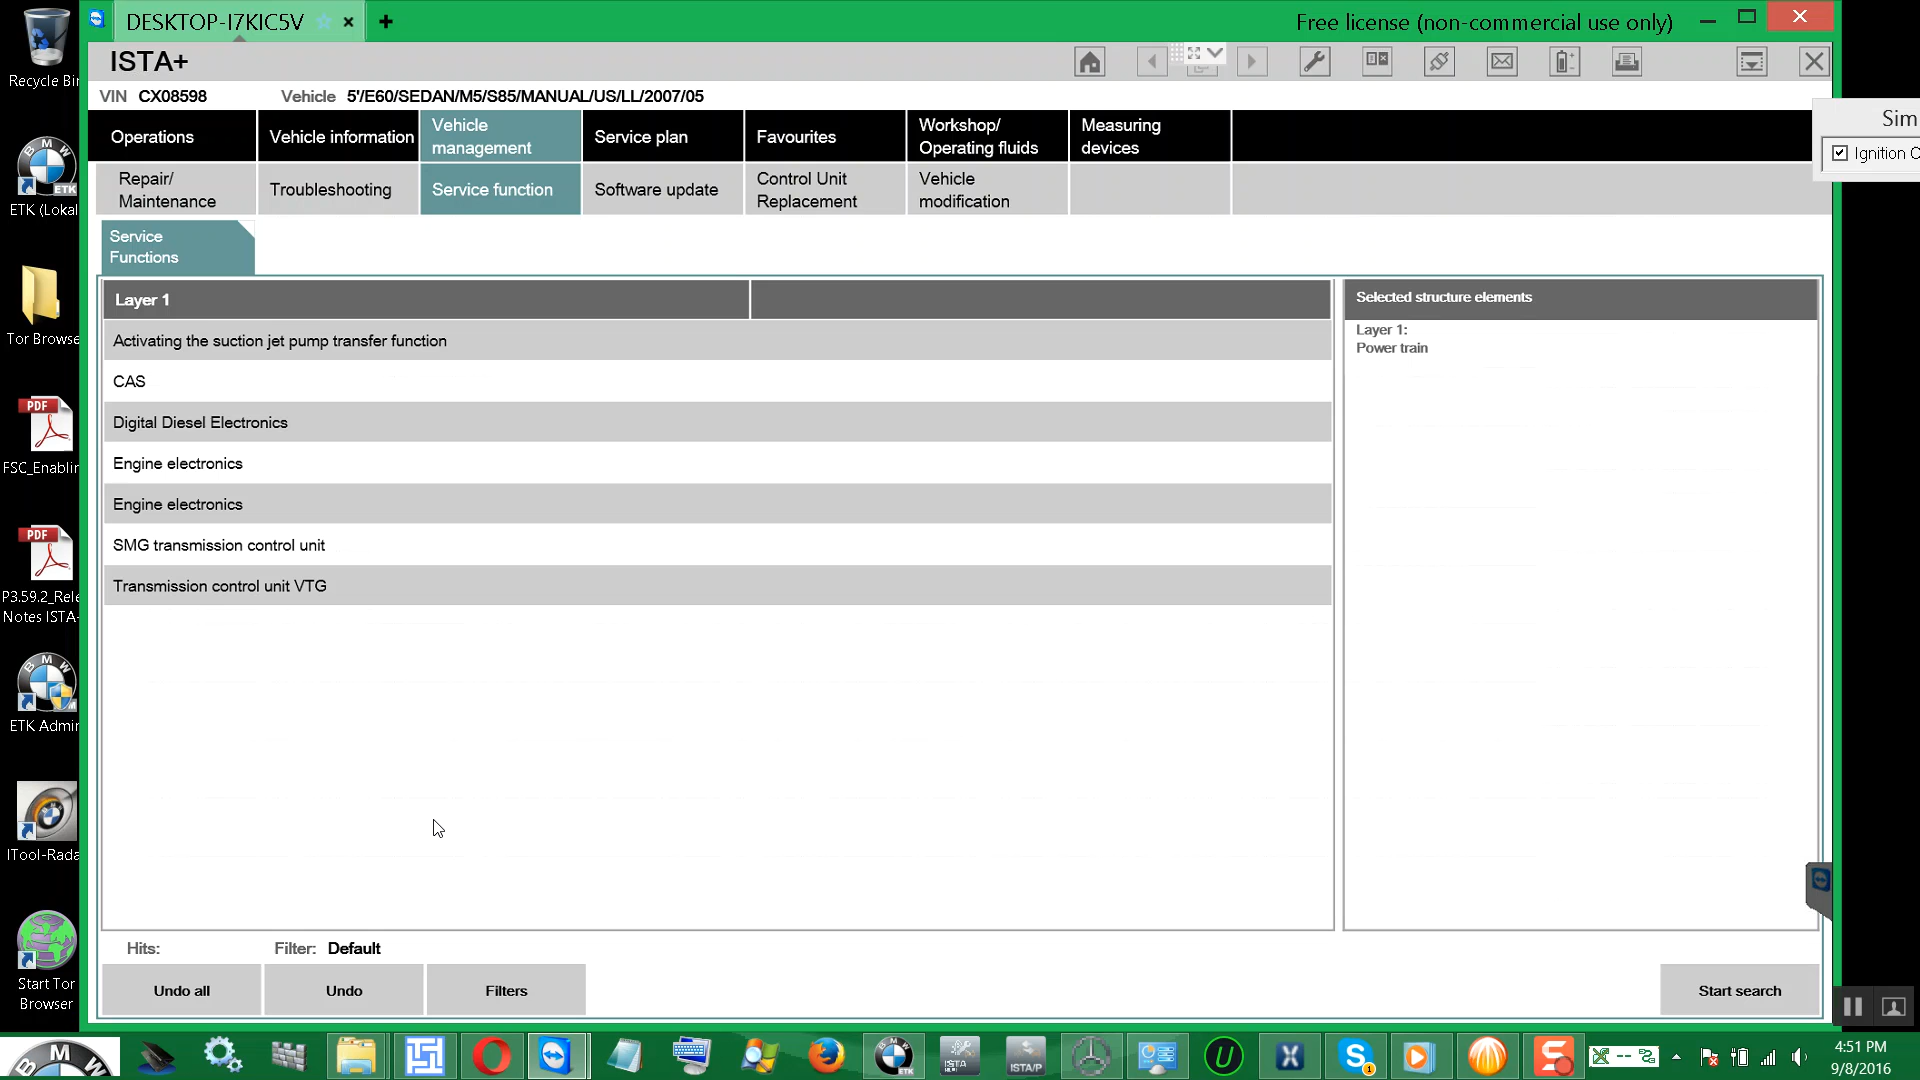 DESKTOP-I7KIC5V
Free license (non-commercial use only)
ISTA+
VIN CX08598 Vehicle 5'/E60/SEDAN/M5/S85/MANUAL/US/LL/2007/05
Operations
Vehicle information
Vehicle
management
Service plan
Favourites
Workshop/
Operating fluids
Measuring
devices
Repair/
Maintenance
Troubleshooting
Service function
Software update
Control Unit
Replacement
Vehicle
modification
Service
Functions
Layer 1
Activating the suction jet pump transfer function
CAS
Digital Diesel Electronics
Engine electronics
Engine electronics
SMG transmission control unit
Transmission control unit VTG
Selected structure elements
Layer 1:
Power train
Hits: Filter: Default
Undo all
Undo
Filters
Start search
Sim
Ignition C
Recycle Bin
ETK (Lokal
Tor Browse
FSC_Enablin
P3.59.2_Rele
Notes ISTA-
ETK Admin
ITool-Rada
Start Tor
Browser
4:51 PM
9/8/2016